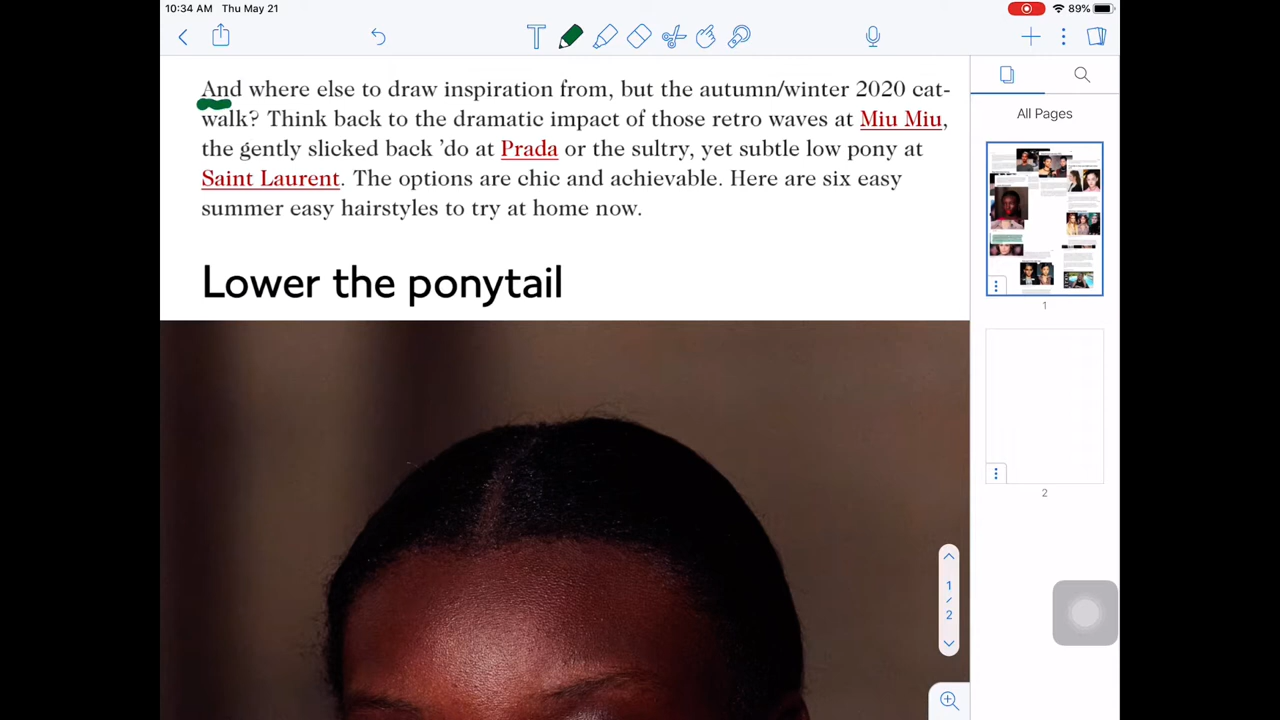 10:34 AM Thu May 21
89%
And where else to draw inspiration from, but the autumn/winter 2020 cat-
walk? Think back to the dramatic impact of those retro waves at Miu Miu,
the gently slicked back ’do at Prada or the sultry, yet subtle low pony at
Saint Laurent. The options are chic and achievable. Here are six easy
summer easy hairstyles to try at home now.
Lower the ponytail
All Pages
1
2
1
/
2